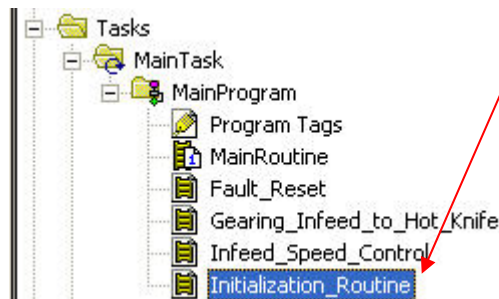 Tasks
MainTask
MainProgram
Program Tags
MainRoutine
Fault_Reset
Gearing_Infeed_to_Hot_Knife
Infeed_Speed_Control
Initialization_Routine